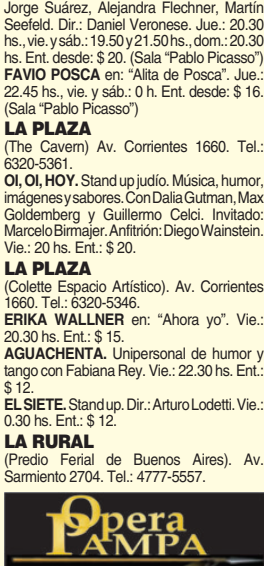 Jorge Suárez, Alejandra Flechner, Martín
Seefeld. Dir.: Daniel Veronese. Jue.: 20.30
hs., vie. y sáb.: 19.50 y 21.50 hs., dom.: 20.30
hs. Ent. desde: $ 20. (Sala "Pablo Picasso")
FAVIO POSCA en: "Alita de Posca". Jue.:
22.45 hs., vie. y sáb.: 0 h. Ent. desde: $ 16.
(Sala "Pablo Picasso")
LA PLAZA
(The Cavern) Av. Corrientes 1660. Tel.:
6320-5361.
OI, OI, HOY. Stand up judío. Música, humor,
imágenes y sabores. Con Dalia Gutman, Max
Goldemberg y Guillermo Celci. Invitado:
Marcelo Birmajer. Anfitrión: Diego Wainstein.
Vie.: 20 hs. Ent.: $ 20.
LA PLAZA
(Colette Espacio Artístico). Av. Corrientes
1660. Tel.: 6320-5346.
ERIKA WALLNER en: "Ahora yo". Vie.:
20.30 hs. Ent.: $ 15.
AGUACHENTA. Unipersonal de humor y
tango con Fabiana Rey. Vie.: 22.30 hs. Ent.:
$ 12.
EL SIETE. Stand up. Dir.: Arturo Lodetti. Vie.:
0.30 hs. Ent.: $ 12.
LA RURAL
(Predio Ferial de Buenos Aires). Av.
Sarmiento 2704. Tel.: 4777-5557.
Opera
PAMPA